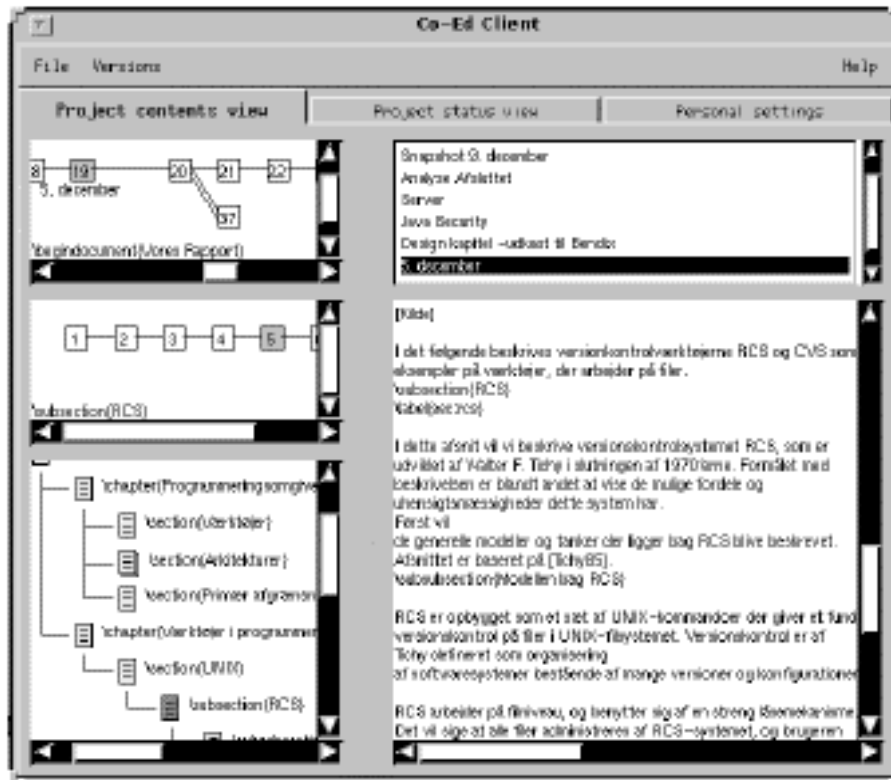 Co-Ed Client
File Versions Help
Project contents view Project status view Personal settings
8 19 20 21 22
5. december
37
\begindocument{Vores Rapport}
1 2 3 4 5
\subsection{RCS}
\chapter{Programmeringsomgive
\section{Værktøjer}
\section{Arkitekturer}
\section{Primær afgrænsn
\chapter{Værktøjer i programmer
\section{UNIX}
\subsection{RCS}
Snapshot 9. december
Analyse Afsluttet
Server
Java Security
Design kapitel -udkast til Bendix
5. december
[Kilde]
I det følgende beskrives versionkontrolværktøjerne RCS og CVS som
eksempler på værktøjer, der arbejder på filer.
\subsection{RCS}
\label{sec:rcs}
I dette afsnit vil vi beskrive versionskontrolsystemet RCS, som er
udviklet af Walter F. Tichy i slutningen af 1970'erne. Formålet med
beskrivelsen er blandt andet at vise de mulige fordele og
uhensigtsmæssigheder dette system har.
Først vil
de generelle modeller og tanker der ligger bag RCS blive beskrevet.
Afsnittet er baseret på [Tichy85].
\subsubsection{Modellen bag RCS}
RCS er opbygget som et sæt af UNIX-kommandoer der giver et fund
versionskontrol på filer i UNIX-filsystemet. Versionskontrol er af
Tichy defineret som organisering
af softwaresystemer bestående af mange versioner og konfigurationer
RCS arbejder på filniveau, og benytter sig af en streng låsemekanisme.
Det vil sige at alle filer administreres af RCS-systemet, og brugeren